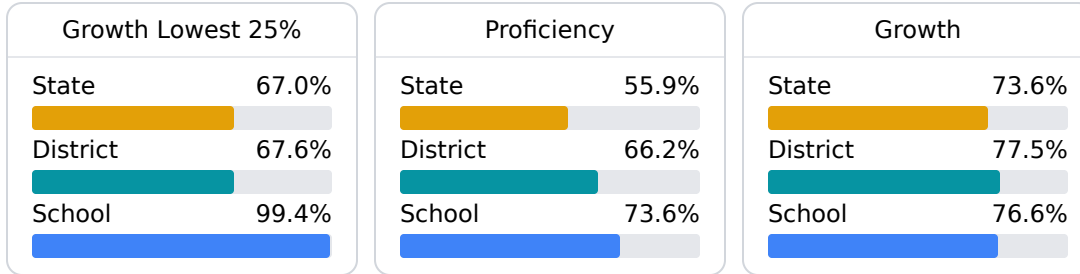 Growth Lowest 25%
State 67.0%
District 67.6%
School 99.4%
Proficiency
State 55.9%
District 66.2%
School 73.6%
Growth
State 73.6%
District 77.5%
School 76.6%